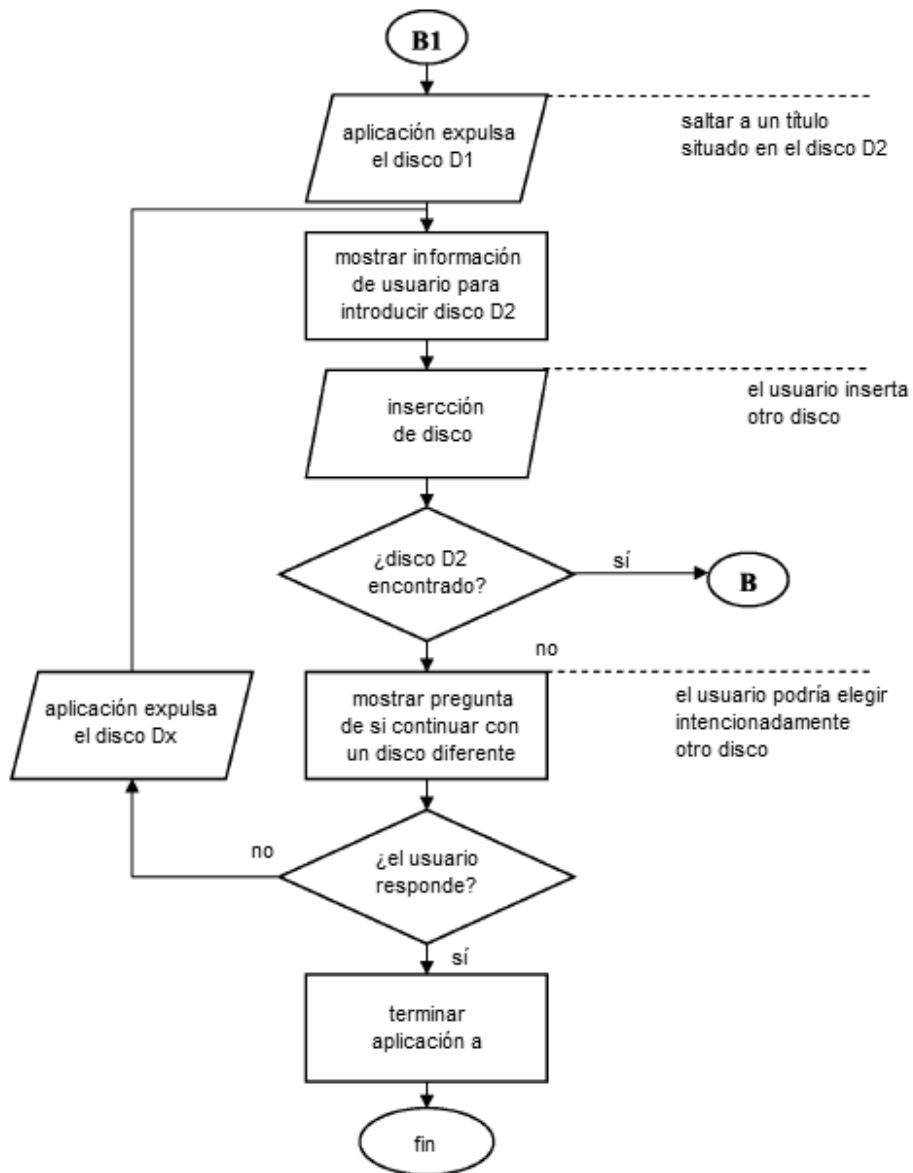 B1
aplicación expulsa
el disco D1
saltar a un título
situado en el disco D2
mostrar información
de usuario para
introducir disco D2
insercción
de disco
el usuario inserta
otro disco
¿disco D2
encontrado?
sí
B
no
mostrar pregunta
de si continuar con
un disco diferente
el usuario podría elegir
intencionadamente
otro disco
aplicación expulsa
el disco Dx
no
¿el usuario
responde?
sí
terminar
aplicación a
fin